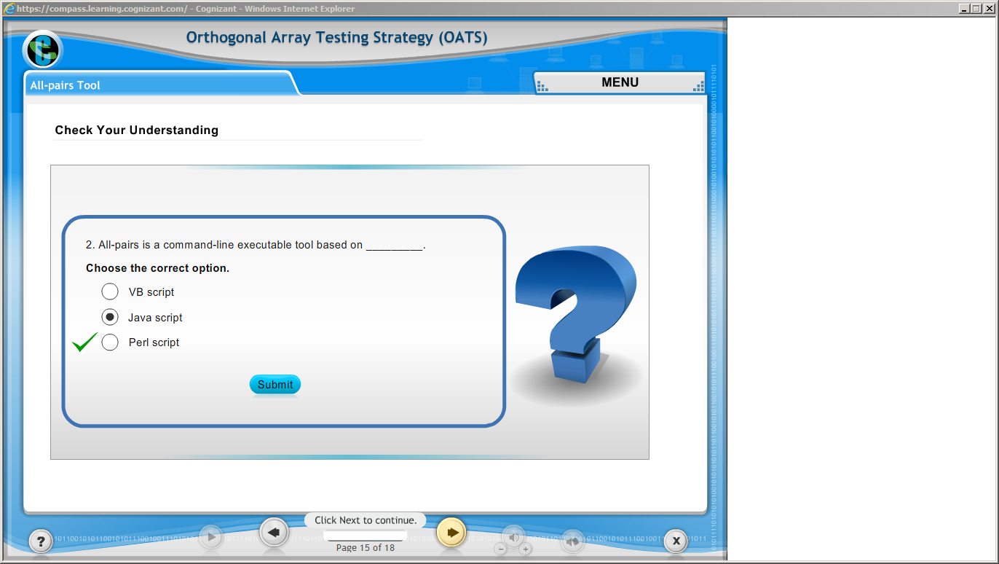 https://compass.learning.cognizant.com/ - Cognizant - Windows Internet Explorer
Orthogonal Array Testing Strategy (OATS)
All-pairs Tool
MENU
Check Your Understanding
2. All-pairs is a command-line executable tool based on _________.
Choose the correct option.
VB script
Java script
Perl script
Submit
Click Next to continue.
Page 15 of 18